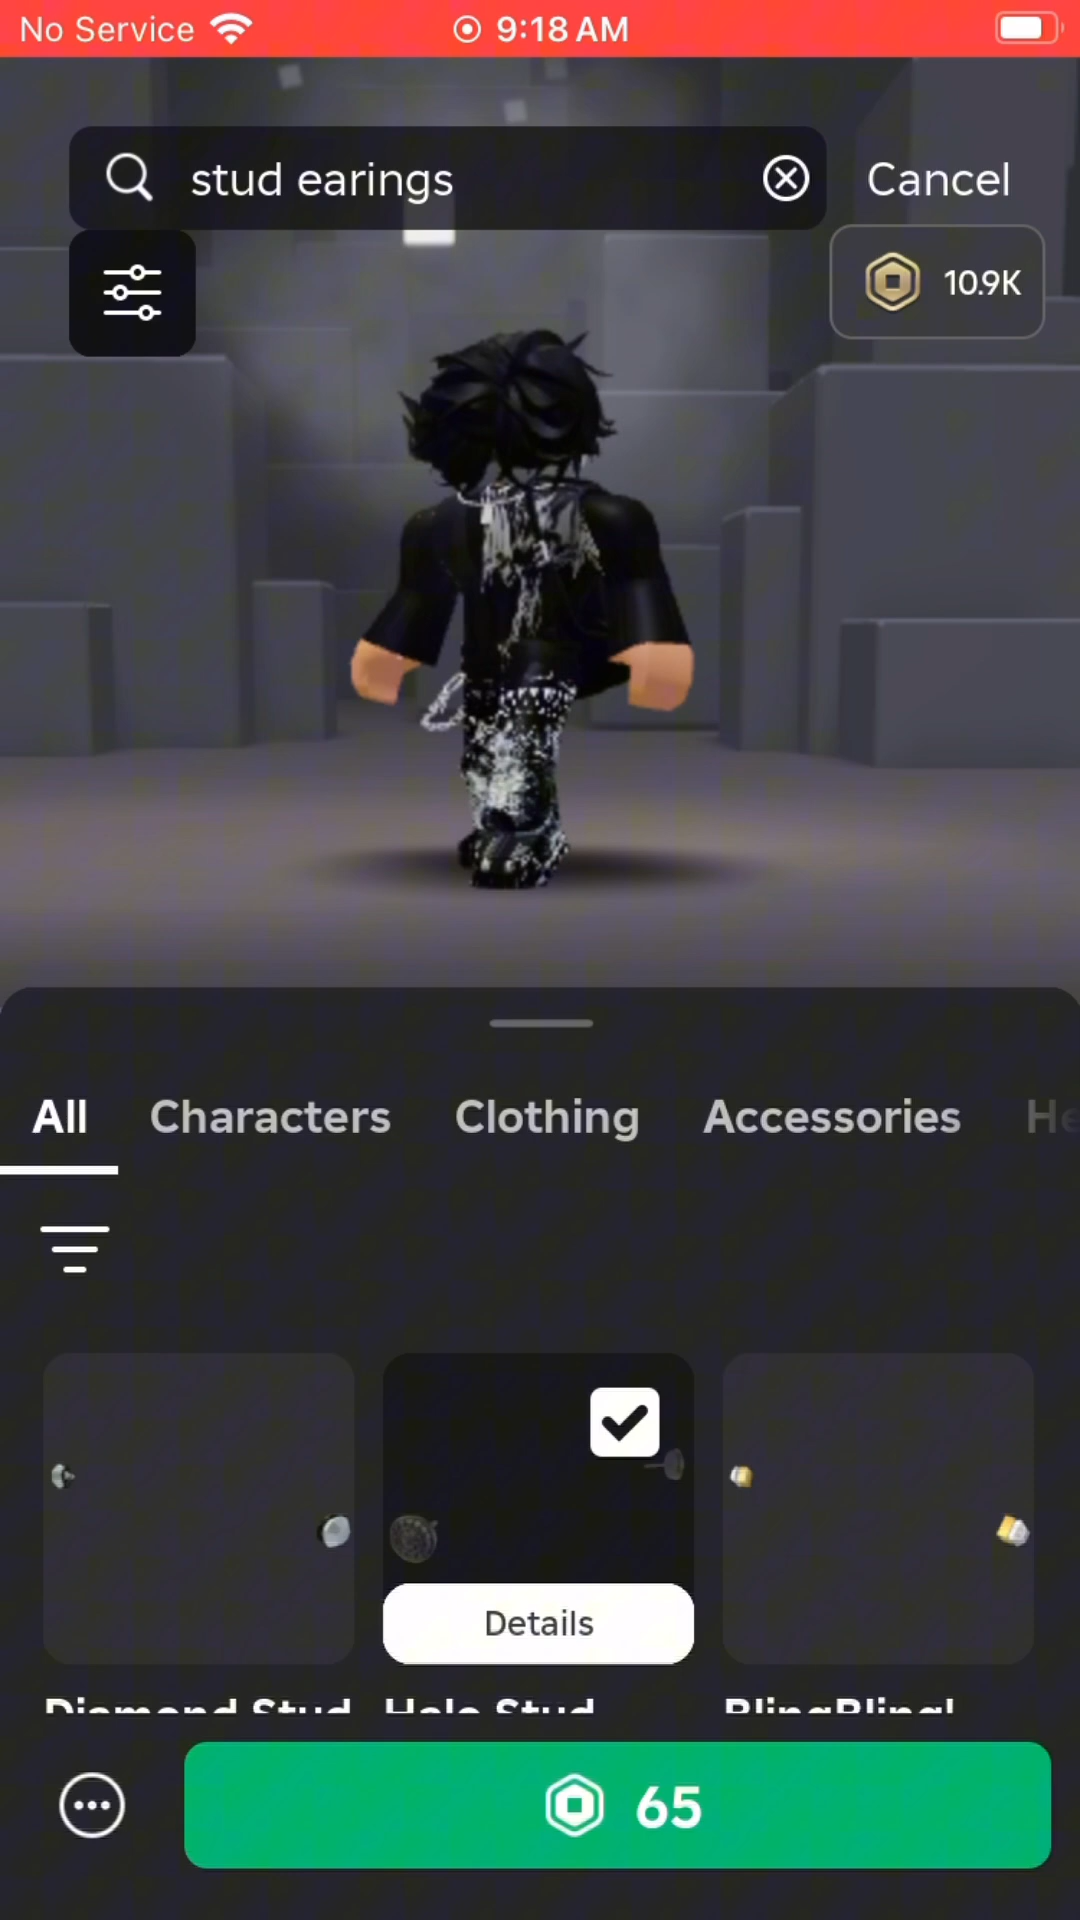 No Service 9:18 AM
stud earings Cancel
10.9K
All Characters Clothing Accessories He
Details
Diamond Stud Halo Stud BlingBling!
65